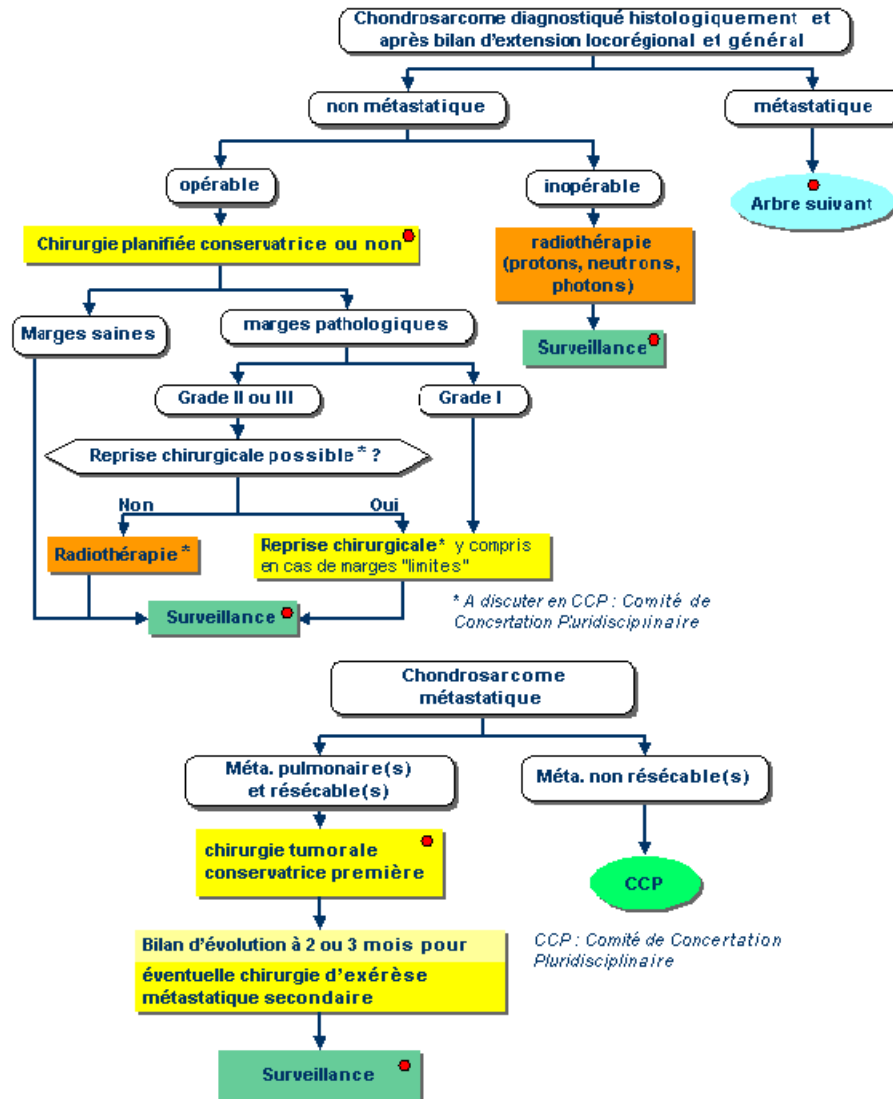 Chondrosarcome diagnostiqué histologiquement et
après bilan d'extension locorégional et général
non métastatique
métastatique
opérable
inopérable
Arbre suivant
Chirurgie planifiée conservatrice ou non
radiothérapie
(protons, neutrons,
photons)
Marges saines
marges pathologiques
Surveillance
Grade II ou III
Grade I
Reprise chirurgicale possible * ?
Non
Oui
Radiothérapie *
Reprise chirurgicale* y compris
en cas de marges "limites"
Surveillance
* A discuter en CCP : Comité de
Concertation Pluridisciplinaire
Chondrosarcome
métastatique
Méta. pulmonaire(s)
et résécable(s)
Méta. non résécable(s)
chirurgie tumorale
conservatrice première
CCP
Bilan d'évolution à 2 ou 3 mois pour
éventuelle chirurgie d'exérèse
métastatique secondaire
CCP : Comité de Concertation
Pluridisciplinaire
Surveillance